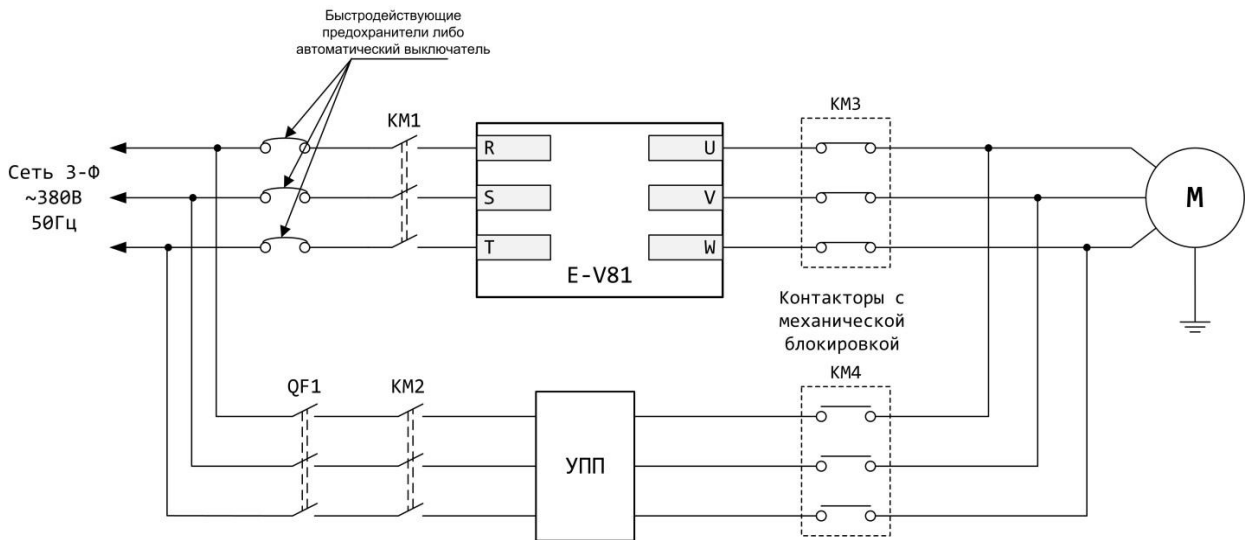 Быстродействующие
предохранители либо
автоматический выключатель
KM1
KM3
R
U
Сеть 3-Ф
~380В
50Гц
S
V
M
T
W
E-V81
Контакторы с
механической
блокировкой
KM4
QF1
KM2
УПП